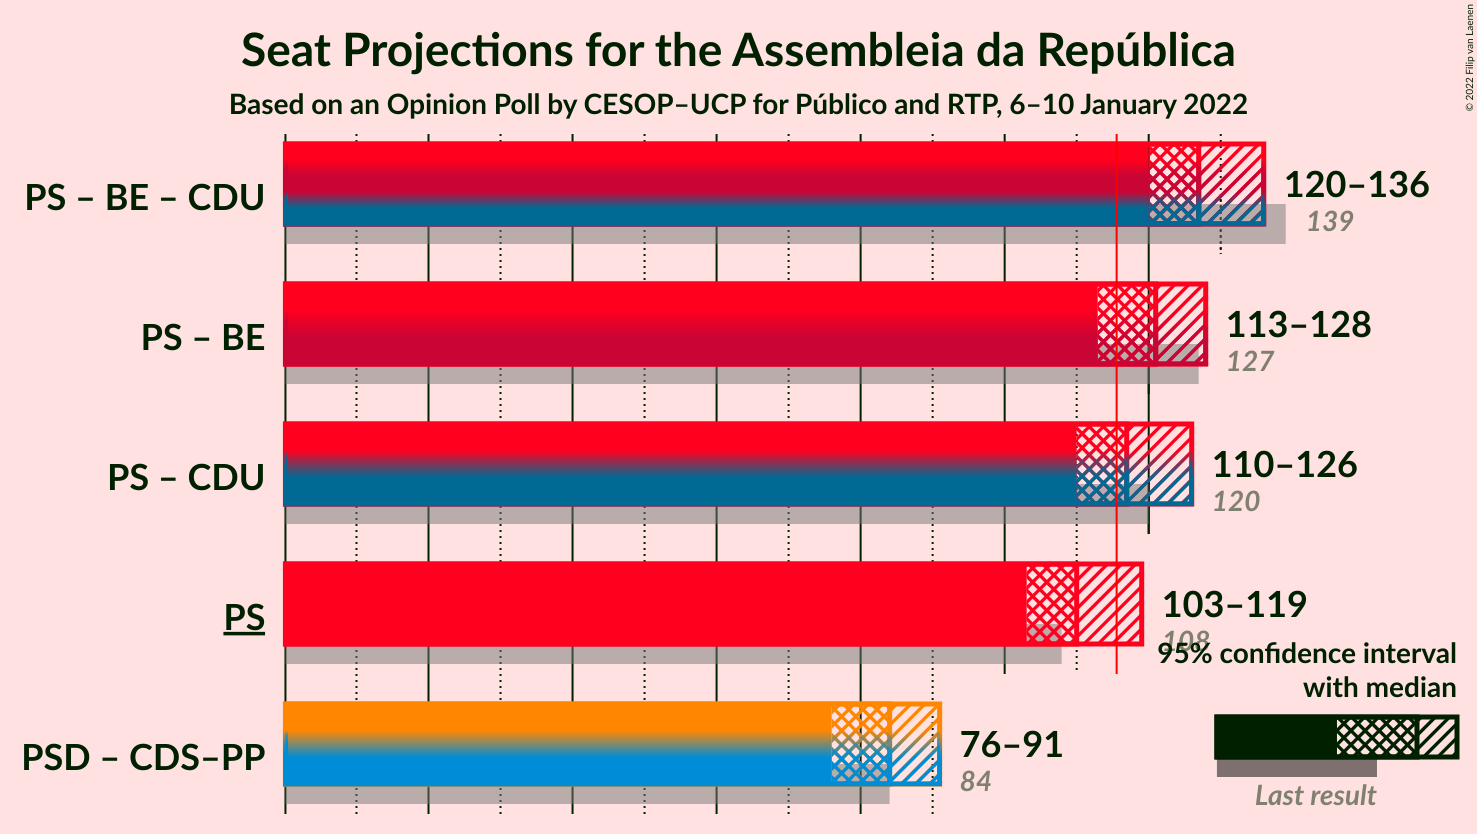 Seat Projections for the Assembleia da República
Based on an Opinion Poll by CESOP–UCP for Público and RTP, 6–10 January 2022
© 2022 Filip van Laenen
PS – BE – CDU
120–136
139
PS – BE
113–128
127
PS – CDU
110–126
120
PS
103–119
108
95% confidence interval
with median
Last result
PSD – CDS–PP
76–91
84